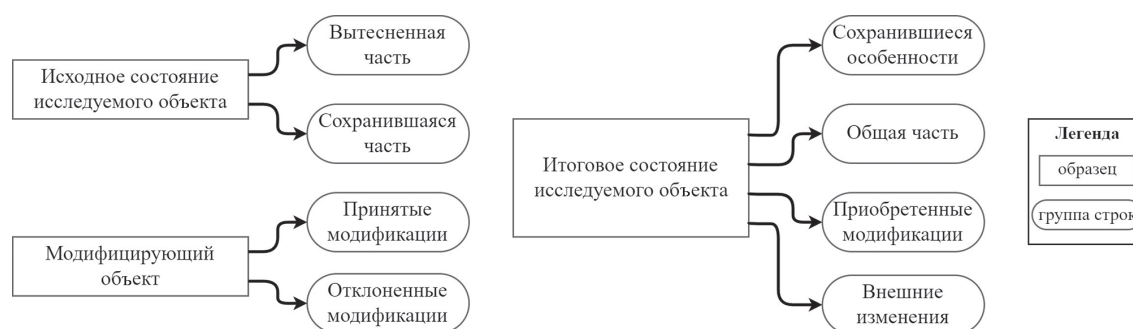 Исходное состояние
исследуемого объекта
Вытесненная
часть
Сохранившаяся
часть
Модифицирующий
объект
Принятые
модификации
Отклоненные
модификации
Итоговое состояние
исследуемого объекта
Сохранившиеся
особенности
Общая часть
Приобретенные
модификации
Внешние
изменения
Легенда
образец
группа строк